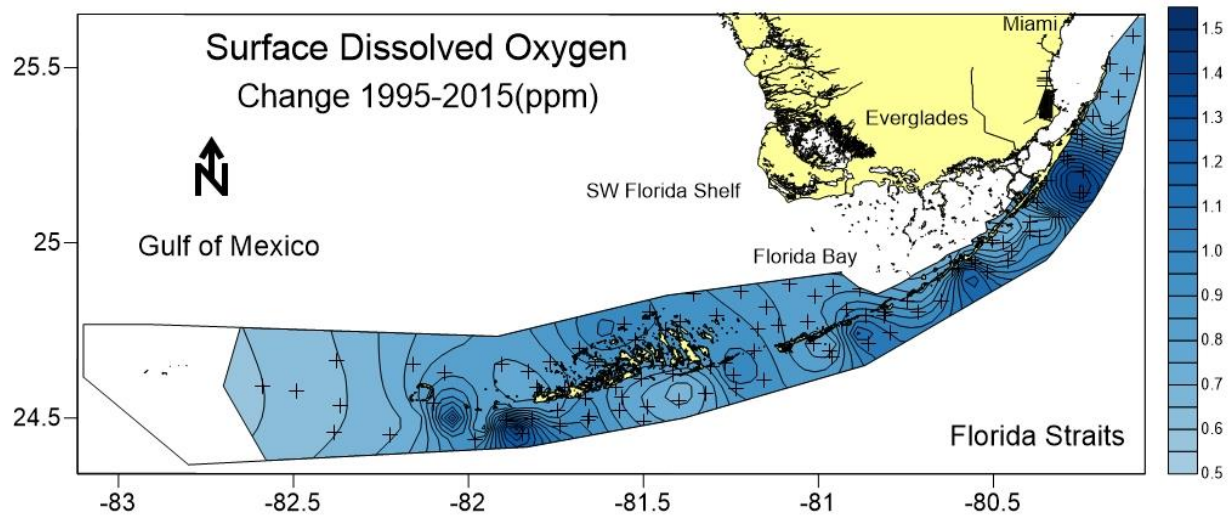 Surface Dissolved Oxygen
Change 1995-2015(ppm)
N
Miami
Everglades
SW Florida Shelf
Gulf of Mexico
Florida Bay
Florida Straits
25.5
25
24.5
-83
-82.5
-82
-81.5
-81
-80.5
1.5
1.4
1.3
1.2
1.1
1.0
0.9
0.8
0.7
0.6
0.5